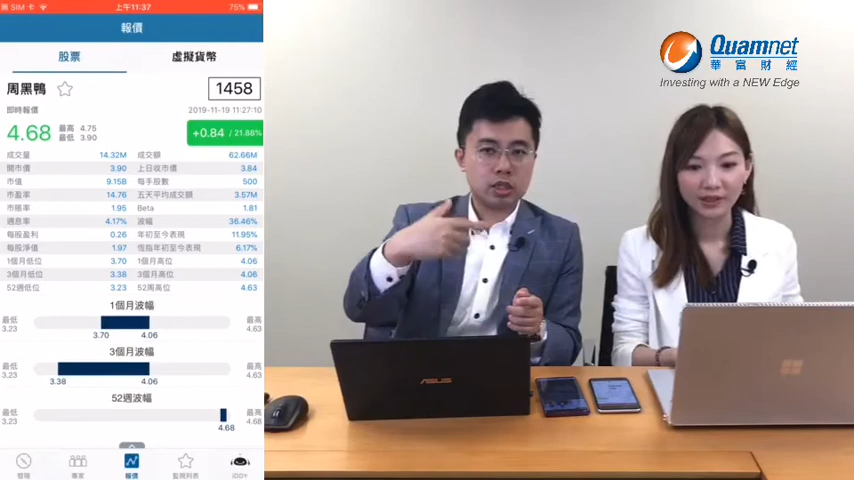 SIM 卡
上午11:37
75%
報價
股票
虛擬貨幣
周黑鴨
1458
即時報價
2019-11-19 11:27:10
4.68
最高 4.75
最低 3.90
+0.84 / 21.88%
成交量 14.32M 成交額 62.66M
開市價 3.90 上日收市價 3.84
市值 9.15B 每手股數 500
市盈率 14.76 五天平均成交額 3.57M
市賬率 1.95 Beta 1.81
週息率 4.17% 波幅 36.46%
每股盈利 0.26 年初至今表現 11.95%
每股淨值 1.97 恆指年初至今表現 6.17%
1個月低位 3.70 1個月高位 4.06
3個月低位 3.38 3個月高位 4.06
52週低位 3.23 52周高位 4.63
1個月波幅
最低 最高
3.23 4.63
3.70 4.06
3個月波幅
最低 最高
3.23 4.63
3.38 4.06
52週波幅
最低 最高
3.23 4.63
4.68
專家
報價
監視列表
iDDY
Quamnet
華富財經
Investing with a NEW Edge
ASUS